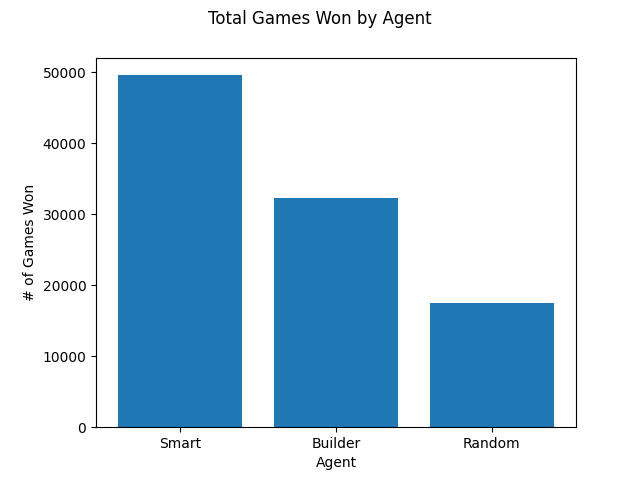 Total Games Won by Agent
# of Games Won
50000
40000
30000
20000
10000
0
Smart Builder Random
Agent